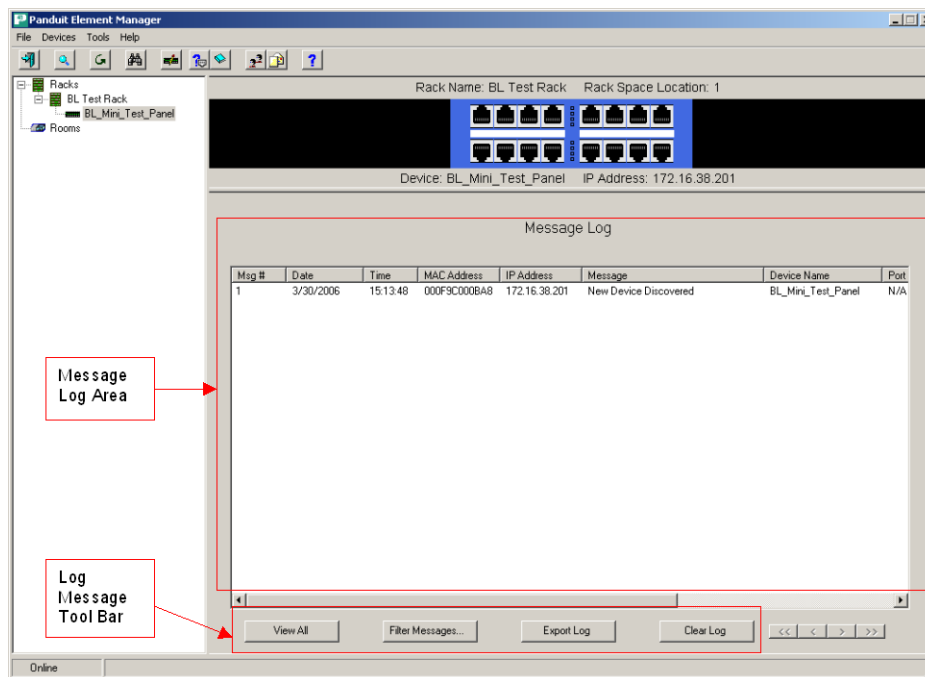 Panduit Element Manager
File Devices Tools Help
Racks
BL Test Rack
BL_Mini_Test_Panel
Rooms
Rack Name: BL Test Rack Rack Space Location: 1
Device: BL_Mini_Test_Panel IP Address: 172.16.38.201
Message Log
Msg # Date Time MAC Address IP Address Message Device Name Port
1 3/30/2006 15:13:48 000F9C000BA8 172.16.38.201 New Device Discovered BL_Mini_Test_Panel N/A
Message
Log Area
Log
Message
Tool Bar
View All Filter Messages... Export Log Clear Log << < > >>
Online